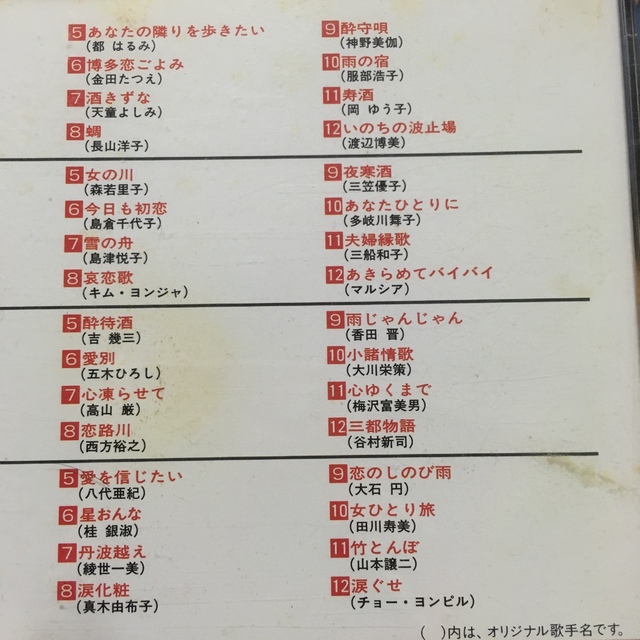 5 あなたの隣りを歩きたい
(都 はるみ)
6 博多恋ごよみ
(金田たつえ)
7 酒きずな
(天童よしみ)
8 蜩
(長山洋子)
9 酔守唄
(神野美伽)
10 雨の宿
(服部浩子)
11 寿酒
(岡 ゆう子)
12 いのちの波止場
(渡辺博美)
5 女の川
(森若里子)
6 今日も初恋
(島倉千代子)
7 雪の舟
(島津悦子)
8 哀恋歌
(キム・ヨンジャ)
9 夜寒酒
(三笠優子)
10 あなたひとりに
(多岐川舞子)
11 夫婦縁歌
(三船和子)
12 あきらめてバイバイ
(マルシア)
5 酔待酒
(吉 幾三)
6 愛別
(五木ひろし)
7 心凍らせて
(高山 厳)
8 恋路川
(西方裕之)
9 雨じゃんじゃん
(香田 晋)
10 小諸情歌
(大川栄策)
11 心ゆくまで
(梅沢富美男)
12 三都物語
(谷村新司)
5 愛を信じたい
(八代亜紀)
6 星おんな
(桂 銀淑)
7 丹波越え
(綾世一美)
8 涙化粧
(真木由布子)
9 恋のしのび雨
(大石 円)
10 女ひとり旅
(田川寿美)
11 竹とんぼ
(山本譲二)
12 涙ぐせ
(チョー・ヨンピル)
( )内は、オリジナル歌手名です。